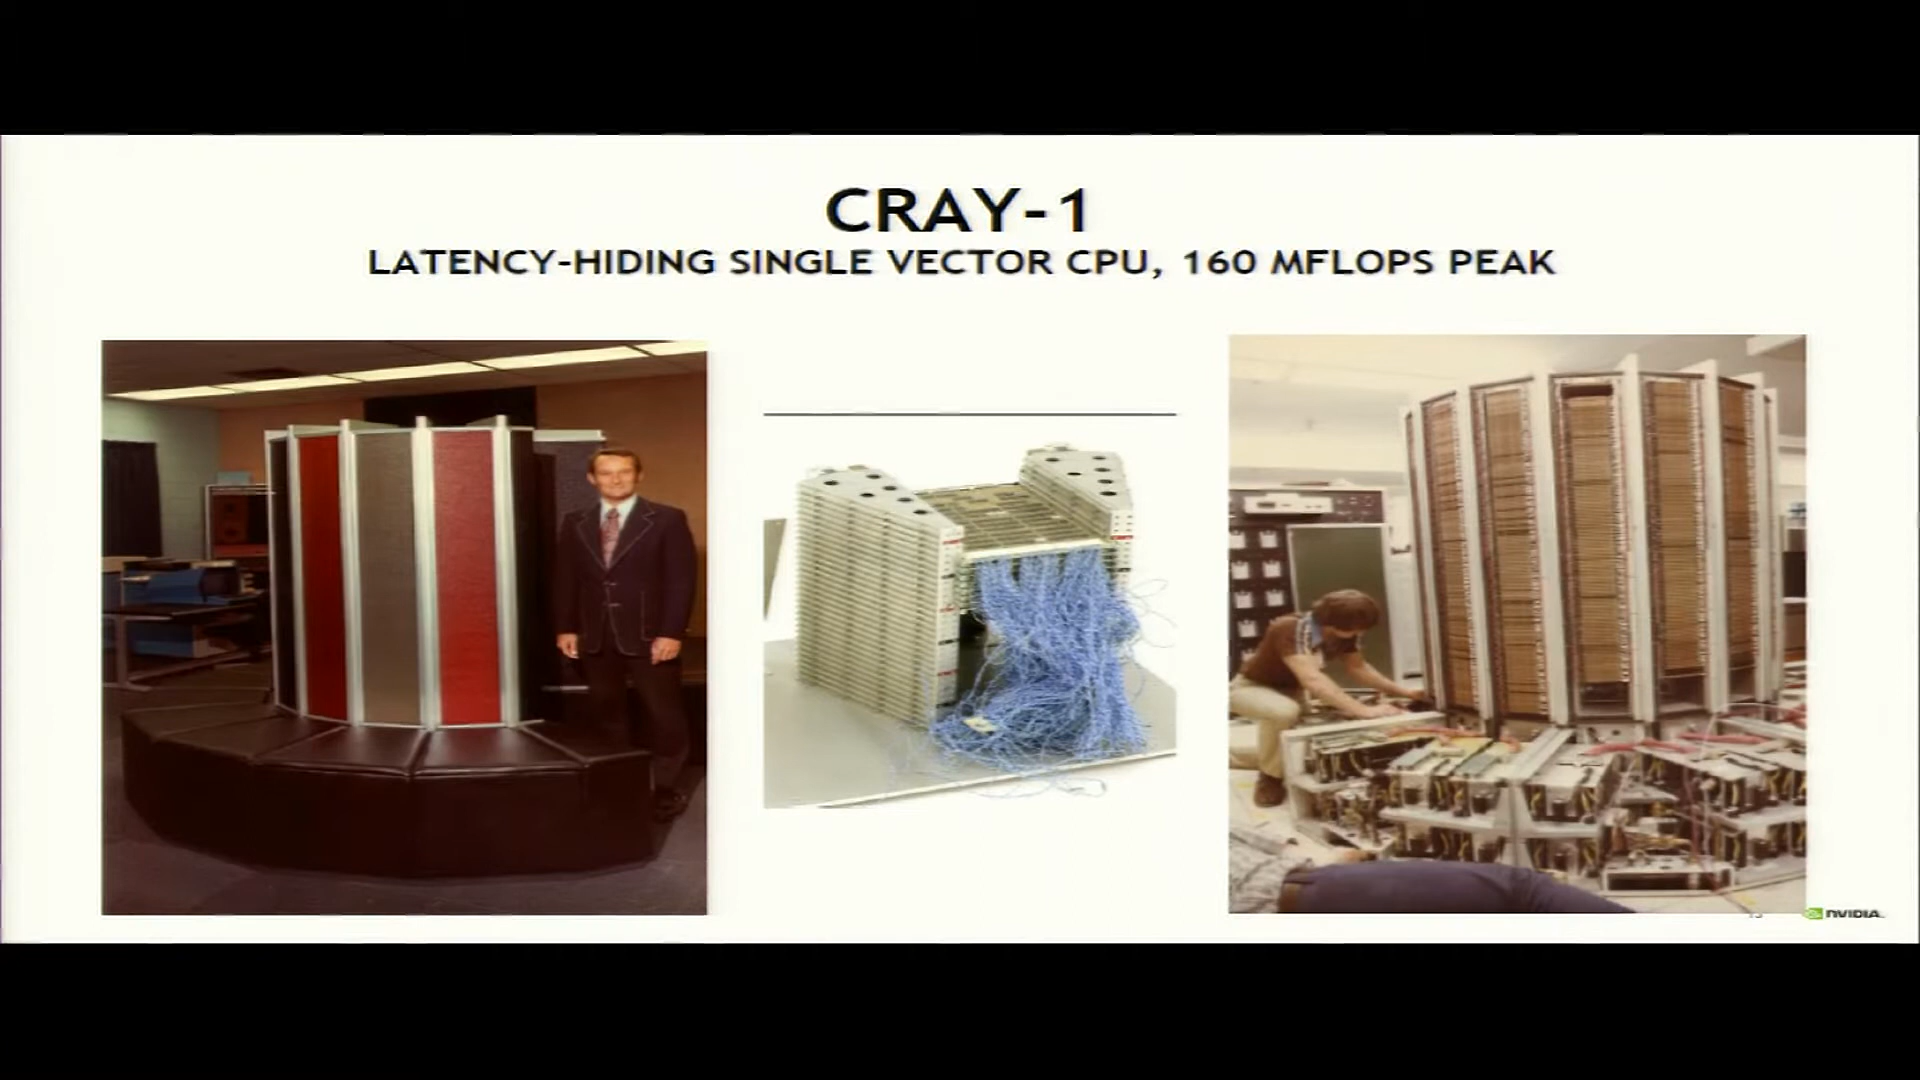 CRAY-1
LATENCY-HIDING SINGLE VECTOR CPU, 160 MFLOPS PEAK
NVIDIA